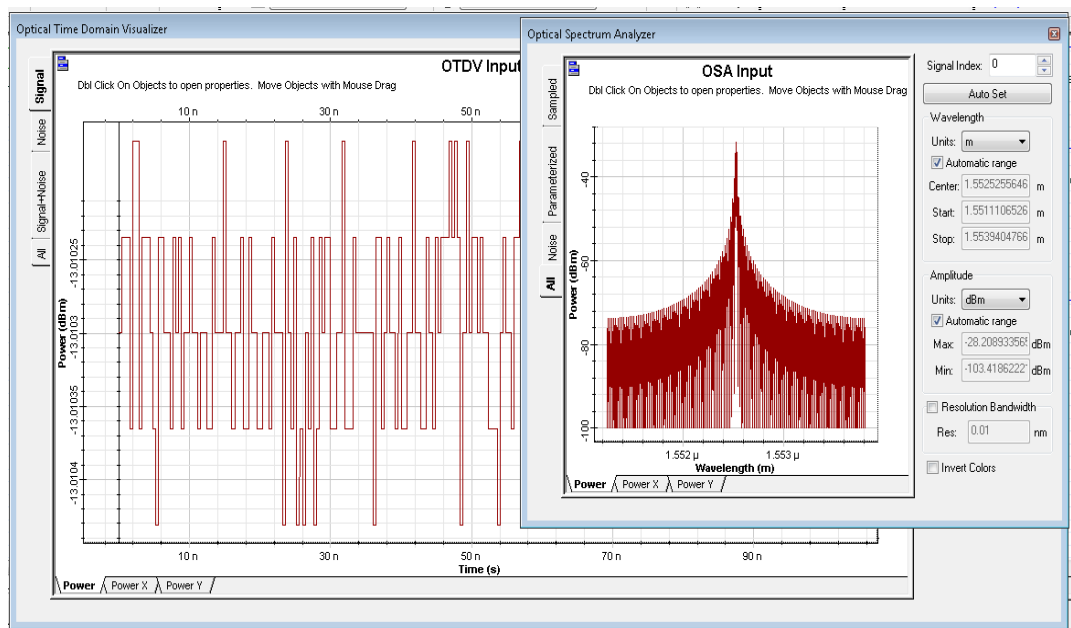 Optical Time Domain Visualizer
Signal
Noise
Signal+Noise
All
OTDV Input
Dbl Click On Objects to open properties. Move Objects with Mouse Drag
10 n
30 n
50 n
Power (dBm)
-13.01025
-13.0103
-13.01035
-13.0104
10 n
30 n
50 n
70 n
90 n
Time (s)
Power
Power X
Power Y
Optical Spectrum Analyzer
Sampled
Parameterized
Noise
All
OSA Input
Dbl Click On Objects to open properties. Move Objects with Mouse Drag
Power (dBm)
-40
-60
-80
-100
1.552 µ
1.553 µ
Wavelength (m)
Power
Power X
Power Y
Signal Index: 0
Auto Set
Wavelength
Units: m
Automatic range
Center: 1.5525255646 m
Start: 1.5511106526 m
Stop: 1.5539404766 m
Amplitude
Units: dBm
Automatic range
Max: -28.208933565 dBm
Min: -103.4186222 dBm
Resolution Bandwidth
Res: 0.01 nm
Invert Colors